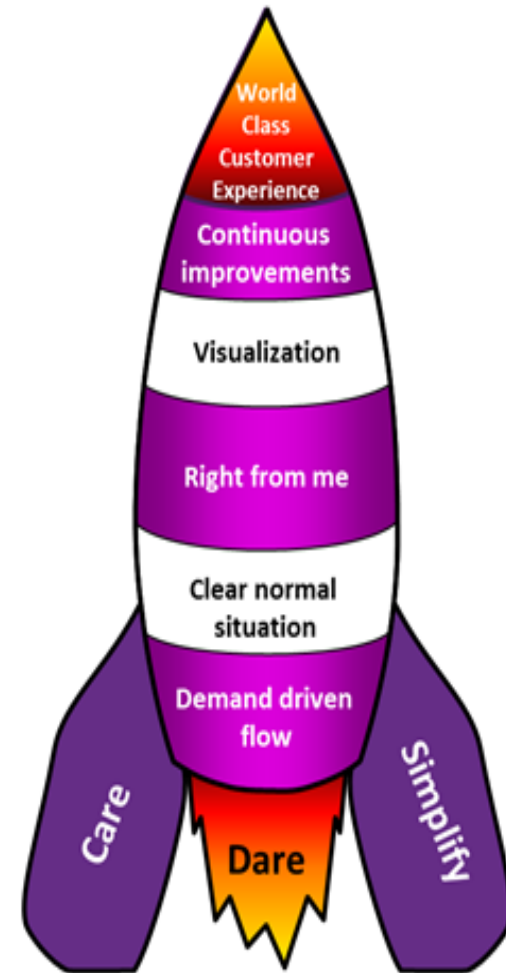 World
Class
Customer
Experience
Continuous
improvements
Visualization
Right from me
Clear normal
situation
Demand driven
flow
Care
Dare
Simplify